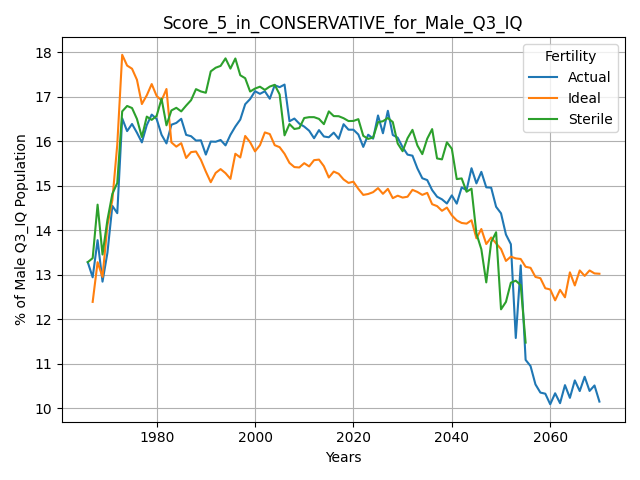 Score_5_in_CONSERVATIVE_for_Male_Q3_IQ
% of Male Q3_IQ Population
18
17
16
15
14
13
12
11
10
Fertility
Actual
Ideal
Sterile
1980
2000
2020
2040
2060
Years